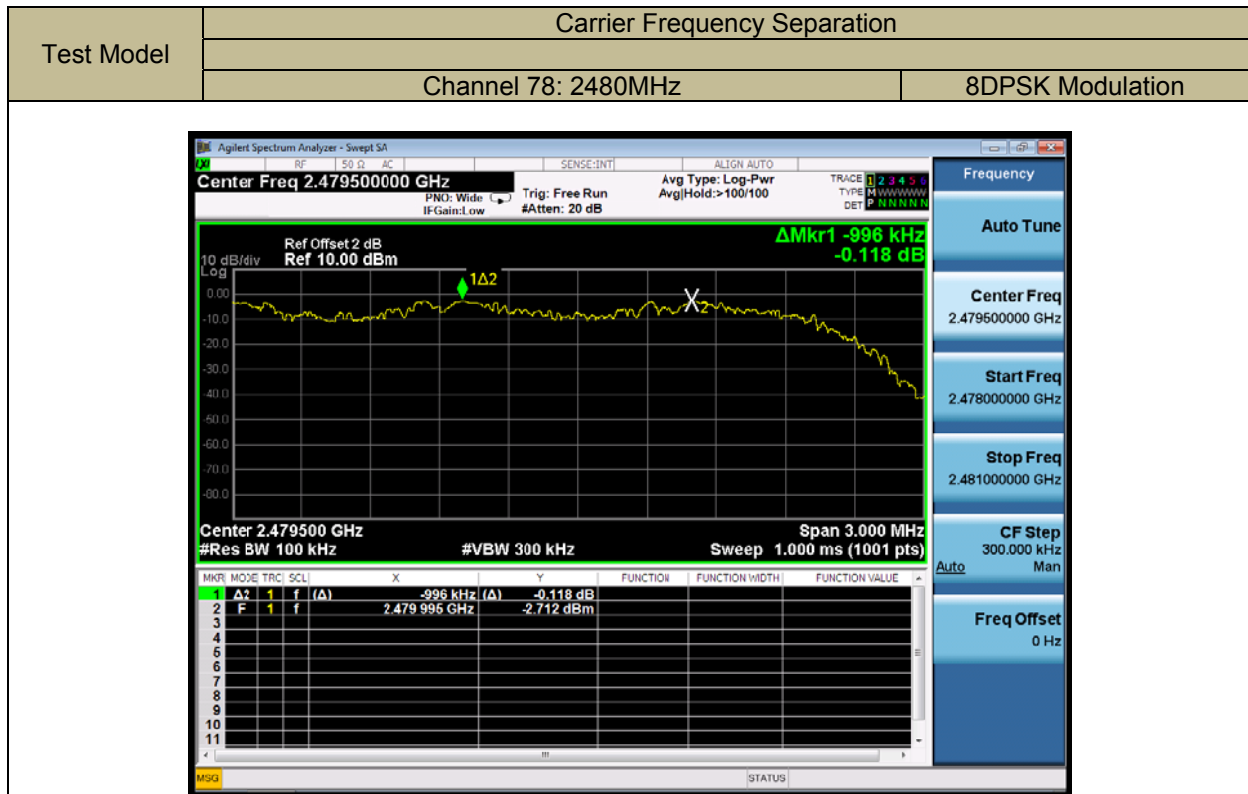 Test Model
Carrier Frequency Separation
Channel 78: 2480MHz
8DPSK Modulation
Agilent Spectrum Analyzer - Swept SA
RF 50 Ω AC SENSE:INT ALIGN AUTO
Center Freq 2.479500000 GHz
PNO: Wide
IFGain:Low
Trig: Free Run
#Atten: 20 dB
Avg Type: Log-Pwr
Avg|Hold:>100/100
TRACE 1 2 3 4 5 6
TYPE M WWWWW
DET P N N N N N
Frequency
Auto Tune
Center Freq
2.479500000 GHz
Start Freq
2.478000000 GHz
Stop Freq
2.481000000 GHz
CF Step
300.000 kHz
Auto Man
Freq Offset
0 Hz
ΔMkr1 -996 kHz
-0.118 dB
Ref Offset 2 dB
10 dB/div Ref 10.00 dBm
Log
1Δ2
2
0.00
-10.0
-20.0
-30.0
-40.0
-50.0
-60.0
-70.0
-80.0
Center 2.479500 GHz Span 3.000 MHz
#Res BW 100 kHz #VBW 300 kHz Sweep 1.000 ms (1001 pts)
MKR MODE TRC SCL X Y FUNCTION FUNCTION WIDTH FUNCTION VALUE
1 Δ2 1 f (Δ) -996 kHz (Δ) -0.118 dB
2 F 1 f 2.479 995 GHz -2.712 dBm
3
4
5
6
7
8
9
10
11
MSG STATUS